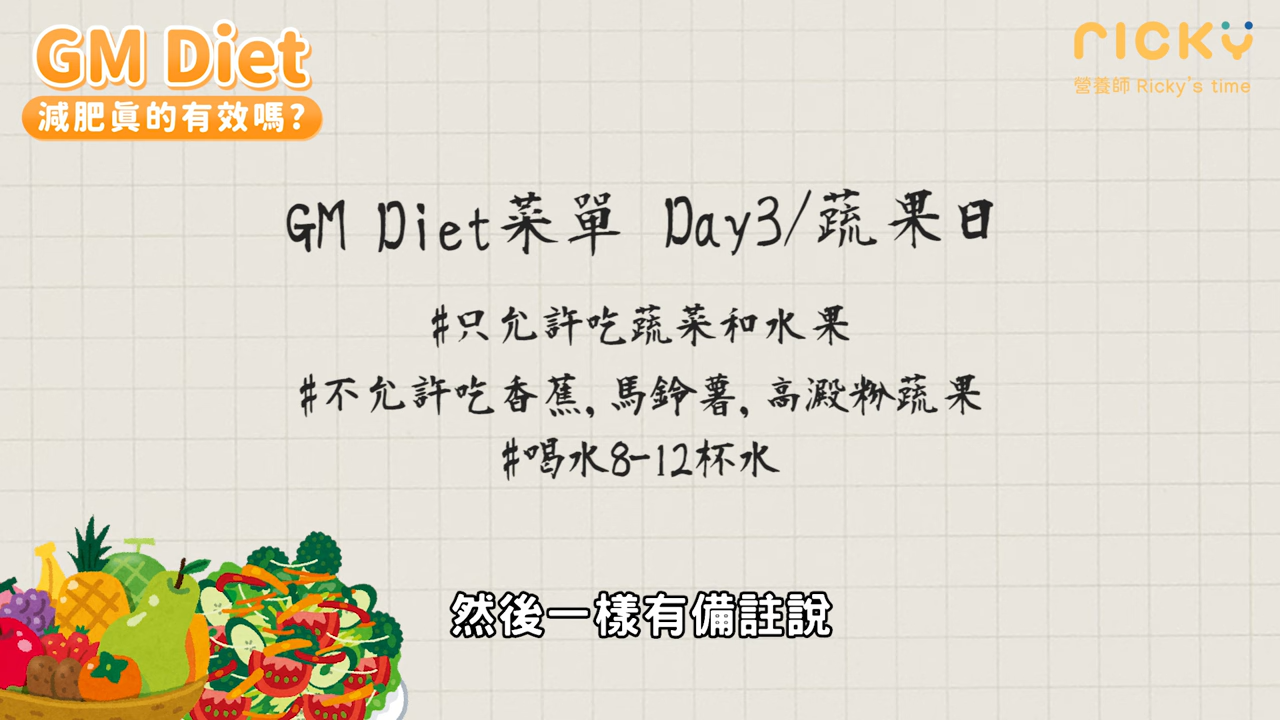 GM Diet
減肥真的有效嗎?
RICKY
營養師 Ricky's time
GM Diet菜單 Day3/蔬果日
#只允許吃蔬菜和水果
#不允許吃香蕉,馬鈴薯,高澱粉蔬果
#喝水8-12杯水
然後一樣有備註說